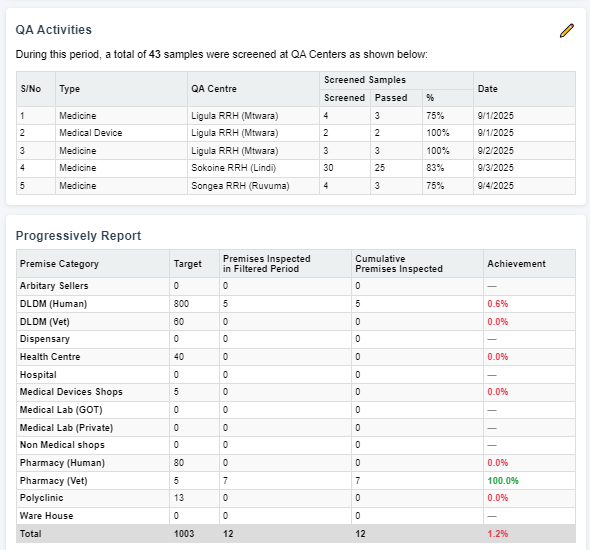 QA Activities
During this period, a total of 43 samples were screened at QA Centers as shown below:
S/No Type QA Centre Screened Samples Date
Screened Passed %
1 Medicine Ligula RRH (Mtwara) 4 3 75% 9/1/2025
2 Medical Device Ligula RRH (Mtwara) 2 2 100% 9/1/2025
3 Medicine Ligula RRH (Mtwara) 3 3 100% 9/2/2025
4 Medicine Sokoine RRH (Lindi) 30 25 83% 9/3/2025
5 Medicine Songea RRH (Ruvuma) 4 3 75% 9/4/2025
Progressively Report
Premise Category Target Premises Inspected in Filtered Period Cumulative Premises Inspected Achievement
Arbitary Sellers 0 0 0 —
DLDM (Human) 800 5 5 0.6%
DLDM (Vet) 60 0 0 0.0%
Dispensary 0 0 0 —
Health Centre 40 0 0 0.0%
Hospital 0 0 0 —
Medical Devices Shops 5 0 0 0.0%
Medical Lab (GOT) 0 0 0 —
Medical Lab (Private) 0 0 0 —
Non Medical shops 0 0 0 —
Pharmacy (Human) 80 0 0 0.0%
Pharmacy (Vet) 5 7 7 100.0%
Polyclinic 13 0 0 0.0%
Ware House 0 0 0 —
Total 1003 12 12 1.2%